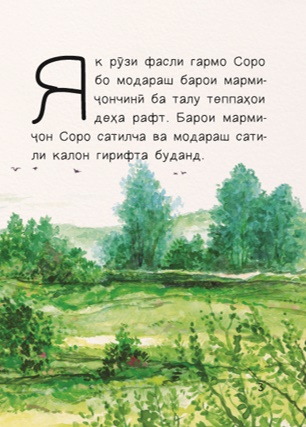 Як рӯзи фасли гармо Соро
бо модараш барои марми-
ҷончинӣ ба талу теппаҳои
деҳа рафт. Барои марми-
ҷон Соро сатилча ва модараш сати-
ли калон гирифта буданд.
3